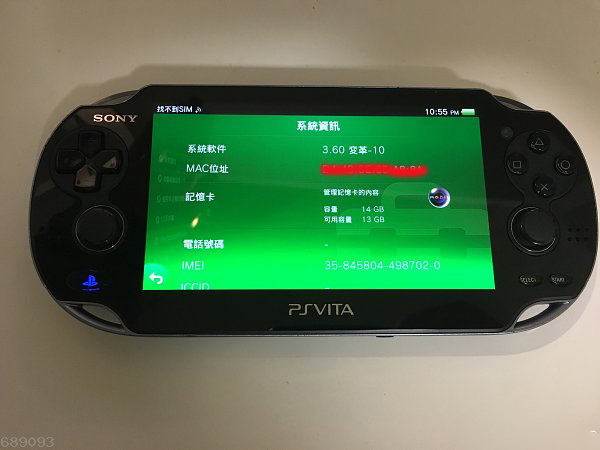 找不到SIM
10:55 PM
SONY
系統資訊
系統軟件 3.60 变革-10
MAC位址
記憶卡 管理記憶卡的內容
容量 14 GB
可用容量 13 GB
電話號碼 -
IMEI 35-845804-498702-0
ICCID
SELECT START
PSVITA
689093